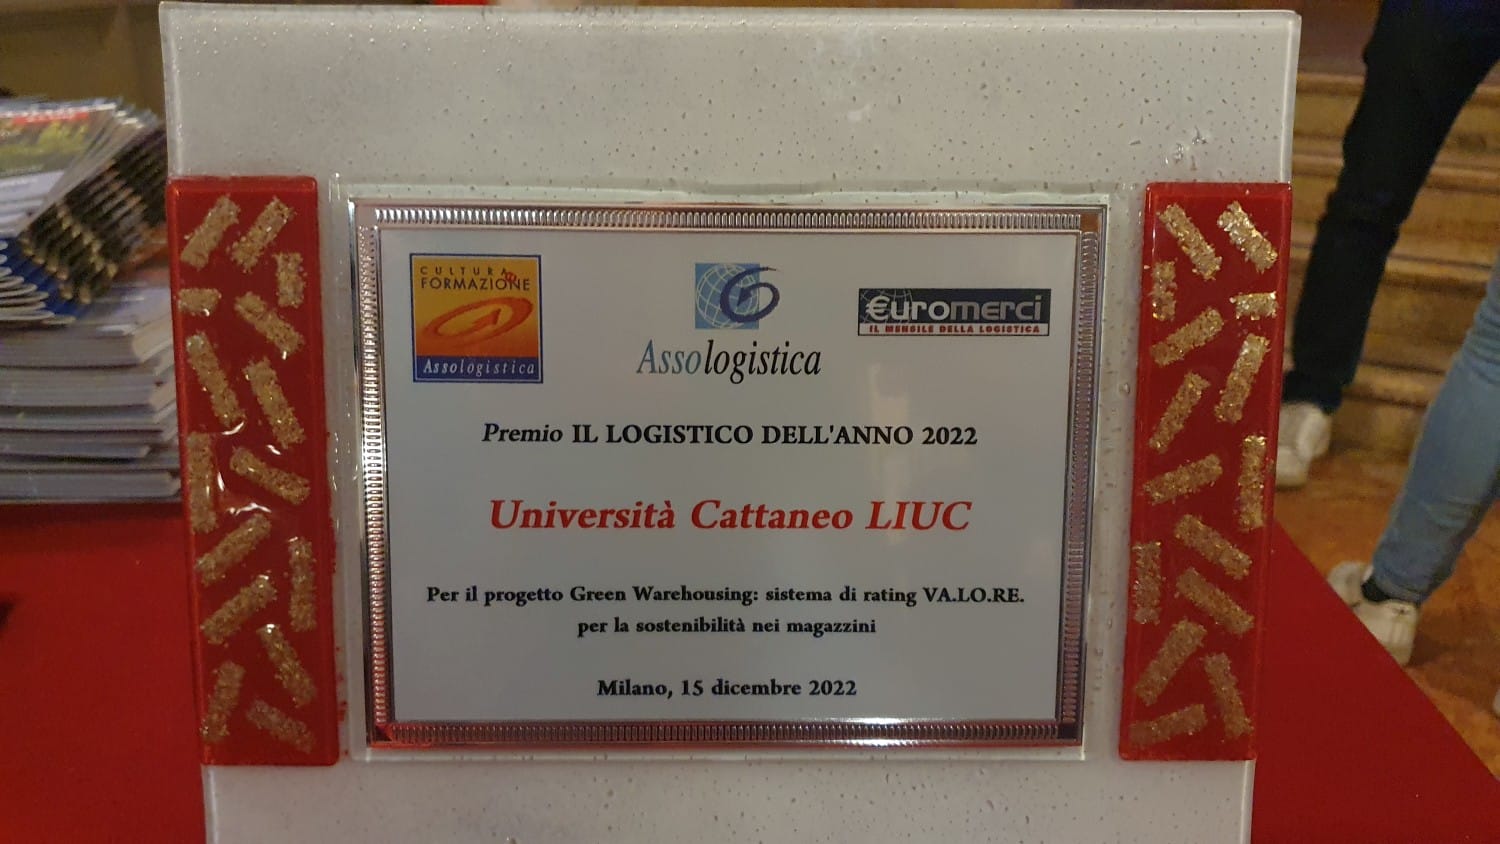 CULTURA e
FORMAZIONE
Assologistica
Assologistica
€uromerci
IL MENSILE DELLA LOGISTICA
Premio IL LOGISTICO DELL'ANNO 2022
Università Cattaneo LIUC
Per il progetto Green Warehousing: sistema di rating VA.LO.RE.
per la sostenibilità nei magazzini
Milano, 15 dicembre 2022